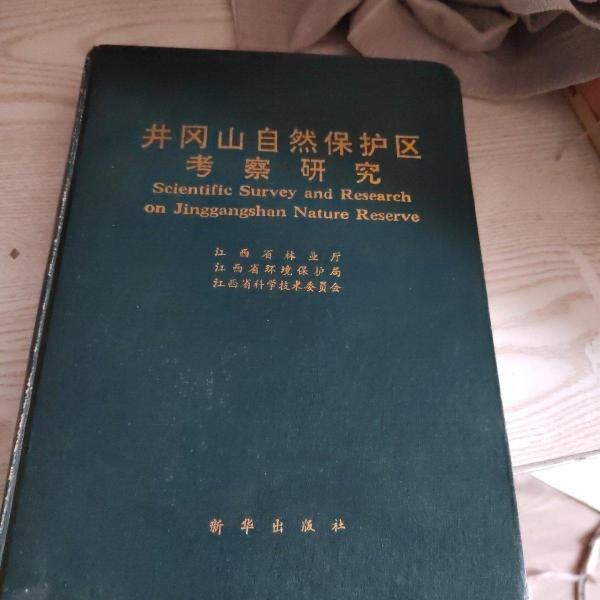 井冈山自然保护区
考察研究
Scientific Survey and Research
on Jinggangshan Nature Reserve
江西省林业厅
江西省环境保护局
江西省科学技术委员会
新华出版社